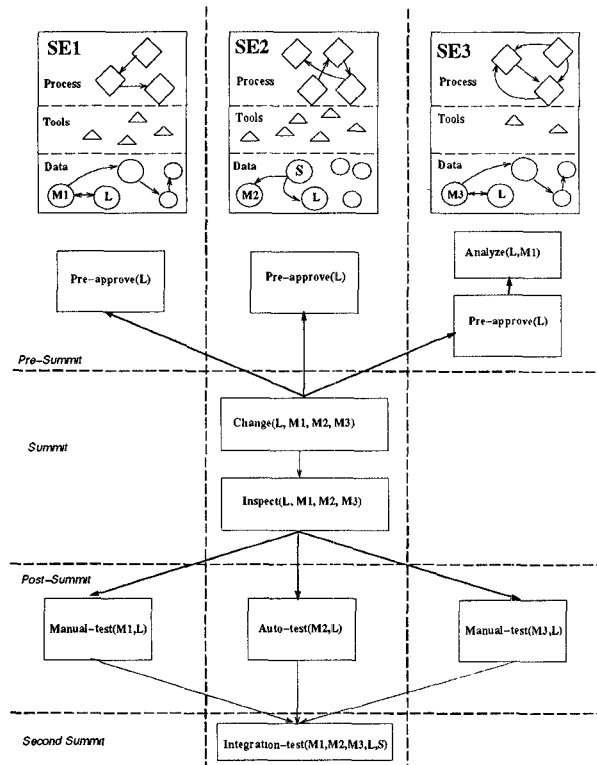 SE1
Process
Tools
Data
M1
L
SE2
Process
Tools
Data
S
M2
L
SE3
Process
Tools
Data
M3
L
Pre-approve(L)
Pre-approve(L)
Analyze(L,M1)
Pre-approve(L)
Pre-Summit
Change(L, M1, M2, M3)
Summit
Inspect(L, M1, M2, M3)
Post-Summit
Manual-test(M1,L)
Auto-test(M2,L)
Manual-test(M3,L)
Second Summit
Integration-test(M1,M2,M3,L,S)